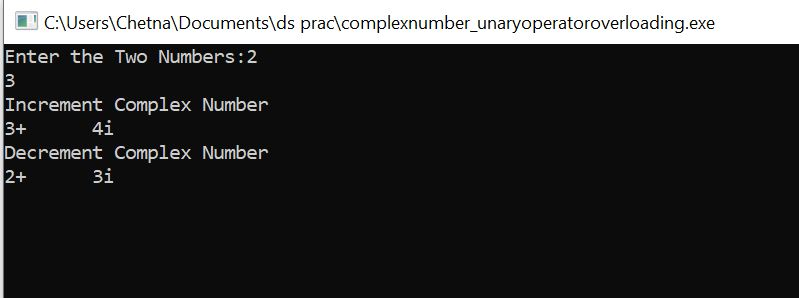 C:\Users\Chetna\Documents\ds prac\complexnumber_unaryoperatoroverloading.exe
Enter the Two Numbers:2
3
Increment Complex Number
3+      4i
Decrement Complex Number
2+      3i